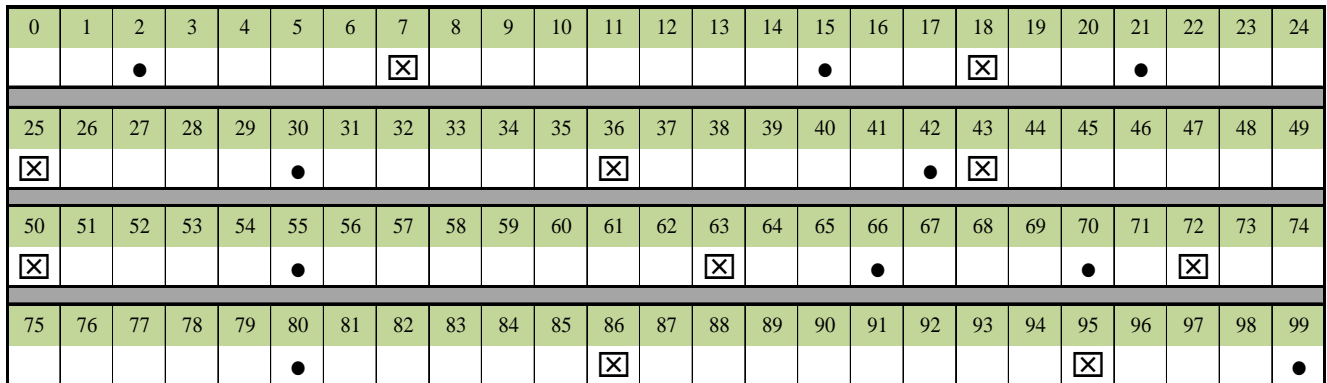 0 1 2 3 4 5 6 7 8 9 10 11 12 13 14 15 16 17 18 19 20 21 22 23 24
● ☒ ● ☒ ●
25 26 27 28 29 30 31 32 33 34 35 36 37 38 39 40 41 42 43 44 45 46 47 48 49
☒ ● ☒ ● ☒
50 51 52 53 54 55 56 57 58 59 60 61 62 63 64 65 66 67 68 69 70 71 72 73 74
☒ ● ☒ ● ● ☒
75 76 77 78 79 80 81 82 83 84 85 86 87 88 89 90 91 92 93 94 95 96 97 98 99
● ☒ ☒ ●